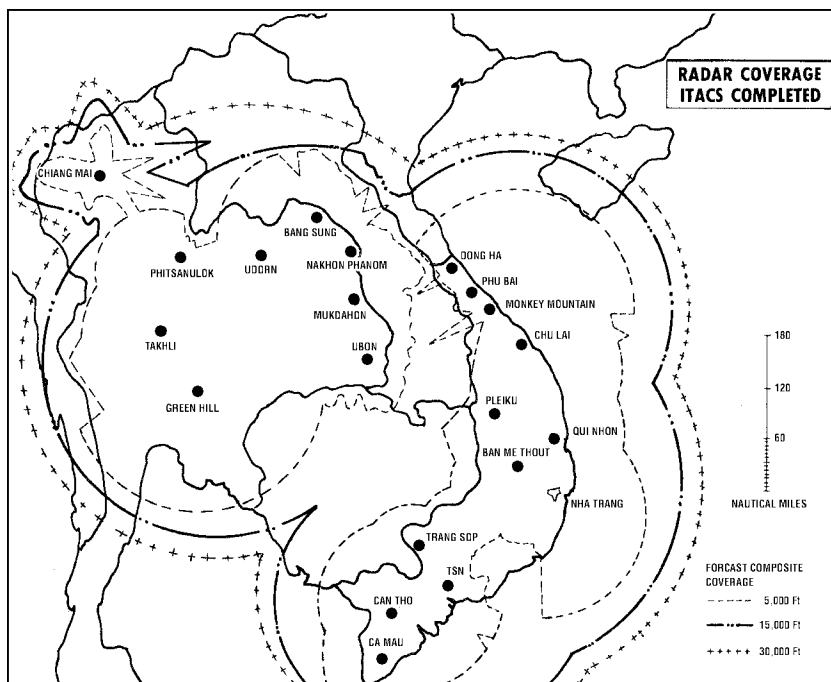 RADAR COVERAGE
ITACS COMPLETED
CHIANG MAI
BANG SUNG
PHITSANULOK
UDORN
NAKHON PHANOM
DONG HA
PHU BAI
MUKDAHON
MONKEY MOUNTAIN
TAKHLI
UBON
CHU LAI
180
GREEN HILL
PLEIKU
120
QUI NHON
60
BAN ME THOUT
NHA TRANG
NAUTICAL MILES
TRANG SOP
TSN
CAN THO
CA MAU
FORCAST COMPOSITE
COVERAGE
5,000 Ft
15,000 Ft
30,000 Ft